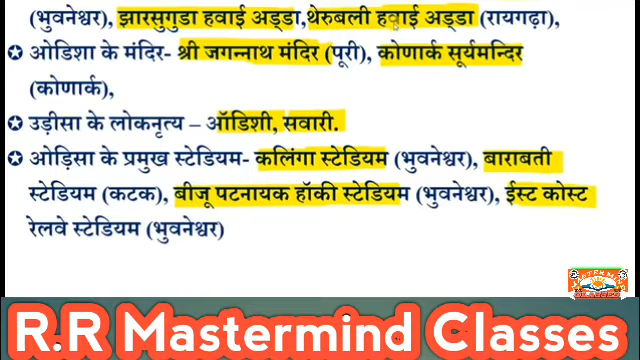 (भुवनेश्वर), झारसुगुडा हवाई अड्डा,थेरुबली हवाई अड्डा (रायगढ़ा),
✪ ओडिशा के मंदिर- श्री जगन्नाथ मंदिर (पूरी), कोणार्क सूर्यमन्दिर
(कोणार्क),
✪ उड़ीसा के लोकनृत्य – ऑडिशी, सवारी.
✪ ओड़िसा के प्रमुख स्टेडियम- कलिंगा स्टेडियम (भुवनेश्वर), बाराबती
स्टेडियम (कटक), बीजू पटनायक हॉकी स्टेडियम (भुवनेश्वर), ईस्ट कोस्ट
रेलवे स्टेडियम (भुवनेश्वर)
R.R Mastermind Classes